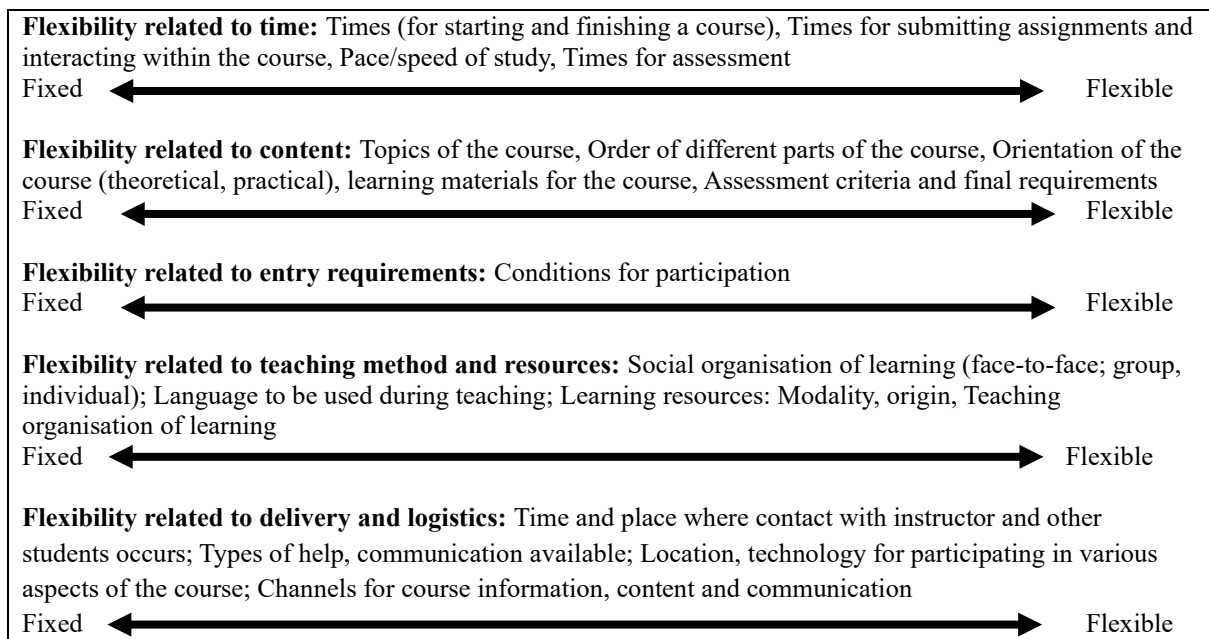 Flexibility related to time: Times (for starting and finishing a course), Times for submitting assignments and
interacting within the course, Pace/speed of study, Times for assessment
Fixed Flexible
Flexibility related to content: Topics of the course, Order of different parts of the course, Orientation of the
course (theoretical, practical), learning materials for the course, Assessment criteria and final requirements
Fixed Flexible
Flexibility related to entry requirements: Conditions for participation
Fixed Flexible
Flexibility related to teaching method and resources: Social organisation of learning (face-to-face; group,
individual); Language to be used during teaching; Learning resources: Modality, origin, Teaching
organisation of learning
Fixed Flexible
Flexibility related to delivery and logistics: Time and place where contact with instructor and other
students occurs; Types of help, communication available; Location, technology for participating in various
aspects of the course; Channels for course information, content and communication
Fixed Flexible